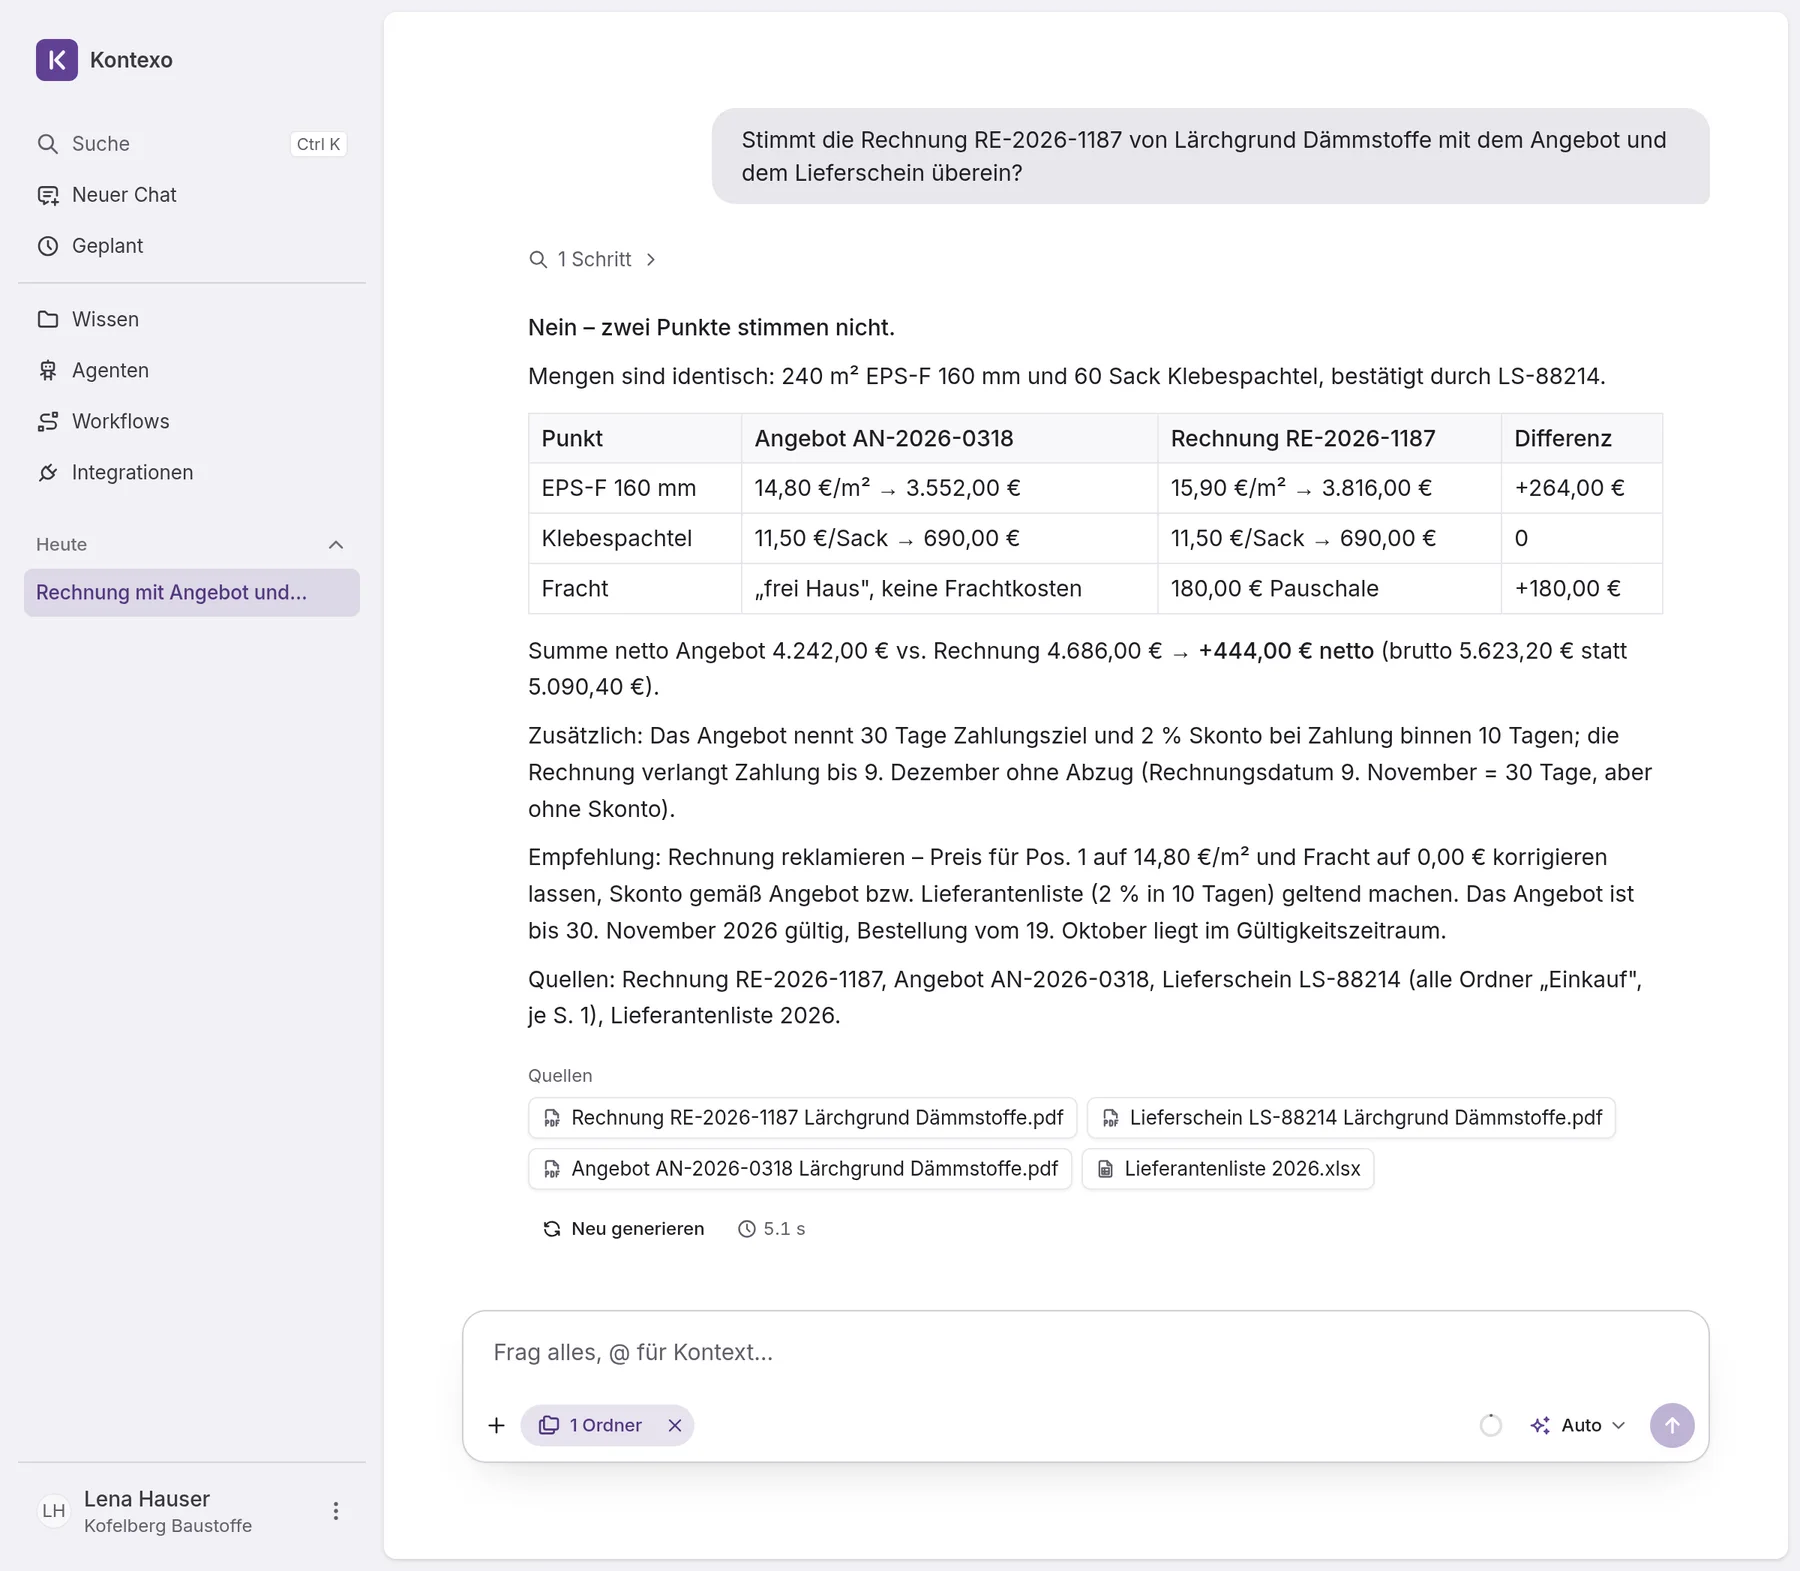 Kontexo
Suche
Ctrl K
Neuer Chat
Geplant
Wissen
Agenten
Workflows
Integrationen
Heute
Rechnung mit Angebot und...
Lena Hauser
LH
Kofelberg Baustoffe
Stimmt die Rechnung RE-2026-1187 von Lärchgrund Dämmstoffe mit dem Angebot und
dem Lieferschein überein?
1 Schritt
Nein – zwei Punkte stimmen nicht.
Mengen sind identisch: 240 m² EPS-F 160 mm und 60 Sack Klebespachtel, bestätigt durch LS-88214.
Punkt Angebot AN-2026-0318 Rechnung RE-2026-1187 Differenz
EPS-F 160 mm 14,80 €/m² → 3.552,00 € 15,90 €/m² → 3.816,00 € +264,00 €
Klebespachtel 11,50 €/Sack → 690,00 € 11,50 €/Sack → 690,00 € 0
Fracht „frei Haus", keine Frachtkosten 180,00 € Pauschale +180,00 €
Summe netto Angebot 4.242,00 € vs. Rechnung 4.686,00 € → +444,00 € netto (brutto 5.623,20 € statt
5.090,40 €).
Zusätzlich: Das Angebot nennt 30 Tage Zahlungsziel und 2 % Skonto bei Zahlung binnen 10 Tagen; die
Rechnung verlangt Zahlung bis 9. Dezember ohne Abzug (Rechnungsdatum 9. November = 30 Tage, aber
ohne Skonto).
Empfehlung: Rechnung reklamieren – Preis für Pos. 1 auf 14,80 €/m² und Fracht auf 0,00 € korrigieren
lassen, Skonto gemäß Angebot bzw. Lieferantenliste (2 % in 10 Tagen) geltend machen. Das Angebot ist
bis 30. November 2026 gültig, Bestellung vom 19. Oktober liegt im Gültigkeitszeitraum.
Quellen: Rechnung RE-2026-1187, Angebot AN-2026-0318, Lieferschein LS-88214 (alle Ordner „Einkauf",
je S. 1), Lieferantenliste 2026.
Quellen
Rechnung RE-2026-1187 Lärchgrund Dämmstoffe.pdf
Lieferschein LS-88214 Lärchgrund Dämmstoffe.pdf
Angebot AN-2026-0318 Lärchgrund Dämmstoffe.pdf
Lieferantenliste 2026.xlsx
Neu generieren
5.1 s
Frag alles, @ für Kontext...
1 Ordner
Auto